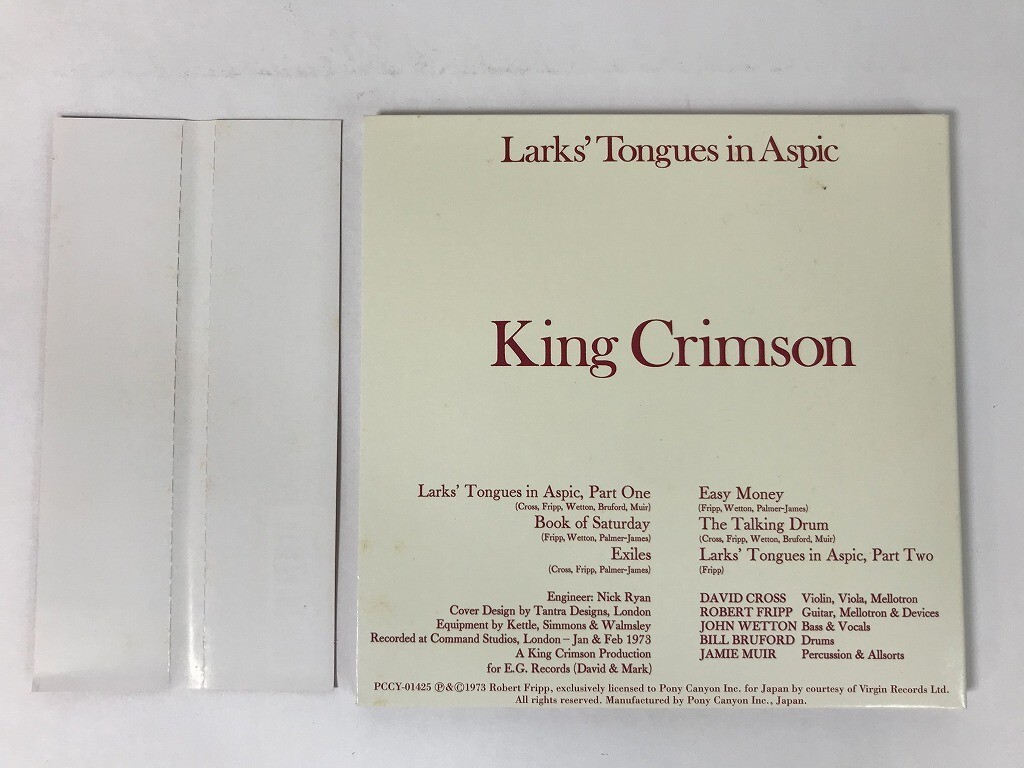 Larks' Tongues in Aspic
King Crimson
Larks' Tongues in Aspic, Part One
(Cross, Fripp, Wetton, Bruford, Muir)
Book of Saturday
(Fripp, Wetton, Palmer-James)
Exiles
(Cross, Fripp, Palmer-James)
Easy Money
(Fripp, Wetton, Palmer-James)
The Talking Drum
(Cross, Fripp, Wetton, Bruford, Muir)
Larks' Tongues in Aspic, Part Two
(Fripp)
Engineer: Nick Ryan
Cover Design by Tantra Designs, London
Equipment by Kettle, Simmons & Walmsley
Recorded at Command Studios, London – Jan & Feb 1973
A King Crimson Production
for E.G. Records (David & Mark)
DAVID CROSS Violin, Viola, Mellotron
ROBERT FRIPP Guitar, Mellotron & Devices
JOHN WETTON Bass & Vocals
BILL BRUFORD Drums
JAMIE MUIR Percussion & Allsorts
PCCY-01425 ℗&©1973 Robert Fripp, exclusively licensed to Pony Canyon Inc. for Japan by courtesy of Virgin Records Ltd.
All rights reserved. Manufactured by Pony Canyon Inc., Japan.